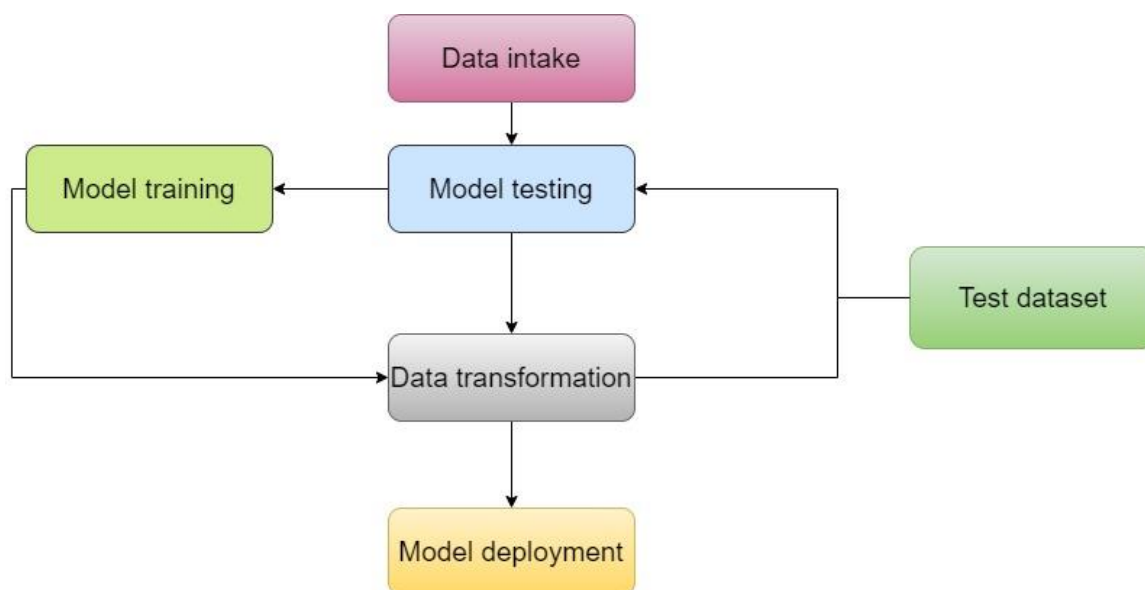 Data intake
Model training
Model testing
Test dataset
Data transformation
Model deployment